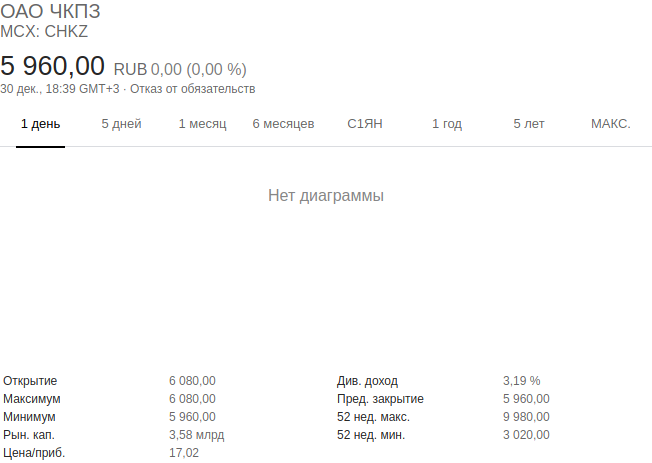 ОАО ЧКПЗ
MCX: CHKZ
5 960,00 RUB 0,00 (0,00 %)
30 дек., 18:39 GMT+3 · Отказ от обязательств
1 день 5 дней 1 месяц 6 месяцев С1ЯН 1 год 5 лет МАКС.
Нет диаграммы
Открытие 6 080,00 Див. доход 3,19 %
Максимум 6 080,00 Пред. закрытие 5 960,00
Минимум 5 960,00 52 нед. макс. 9 980,00
Рын. кап. 3,58 млрд 52 нед. мин. 3 020,00
Цена/приб. 17,02